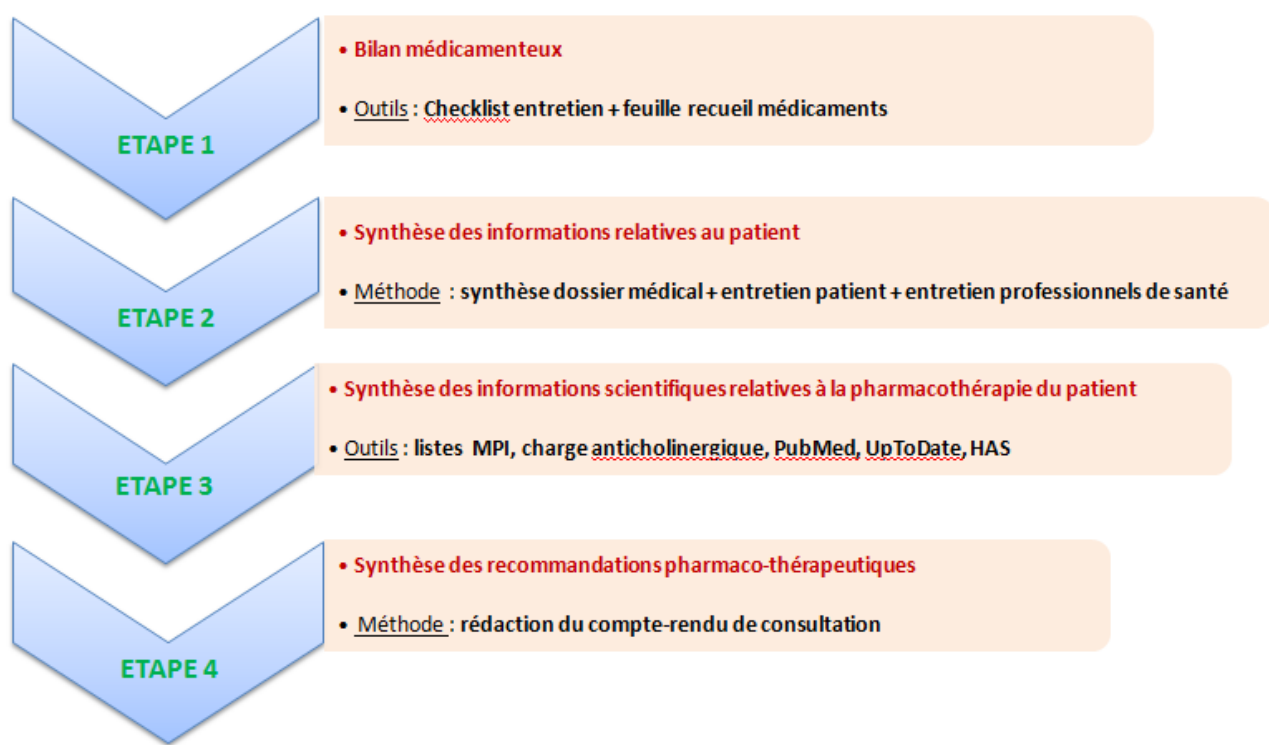 ETAPE 1
• Bilan médicamenteux
• Outils : Checklist entretien + feuille recueil médicaments
ETAPE 2
• Synthèse des informations relatives au patient
• Méthode : synthèse dossier médical + entretien patient + entretien professionnels de santé
ETAPE 3
• Synthèse des informations scientifiques relatives à la pharmacothérapie du patient
• Outils : listes MPI, charge anticholinergique, PubMed, UpToDate, HAS
ETAPE 4
• Synthèse des recommandations pharmaco-thérapeutiques
• Méthode : rédaction du compte-rendu de consultation